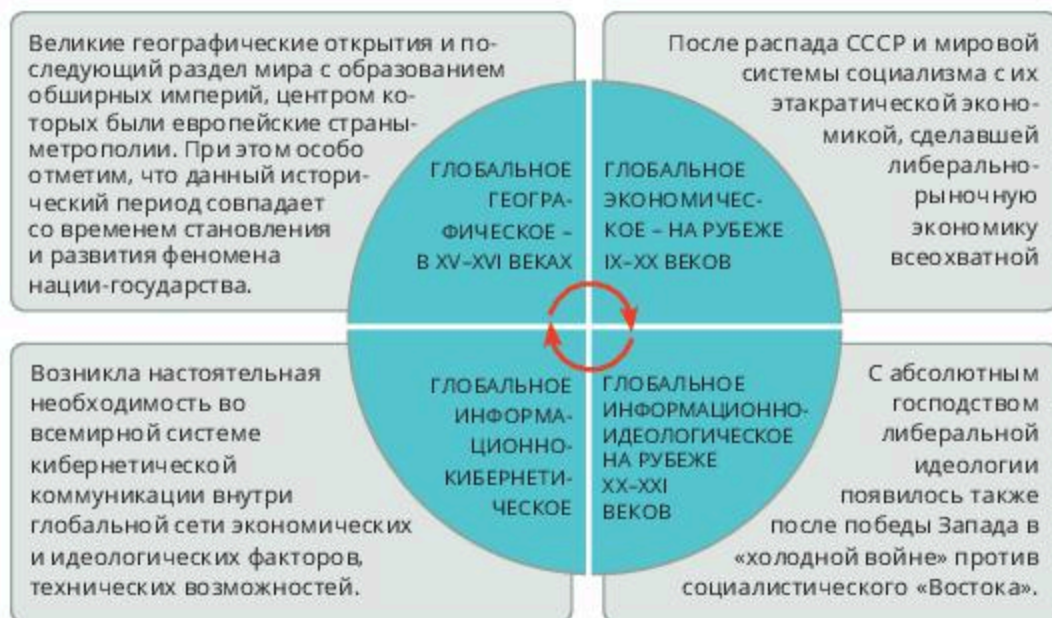 Великие географические открытия и по-
следующий раздел мира с образованием
обширных империй, центром ко-
торых были европейские страны-
метрополии. При этом особо
отметим, что данный истори-
ческий период совпадает
со временем становления
и развития феномена
нации-государства.
ГЛОБАЛЬНОЕ
ГЕОГРА-
ФИЧЕСКОЕ –
В XV–XVI ВЕКАХ
ГЛОБАЛЬНОЕ
ЭКОНОМИЧЕС-
КОЕ – НА РУБЕЖЕ
IX–XX ВЕКОВ
После распада СССР и мировой
системы социализма с их
этакратической эконо-
микой, сделавшей
либерально-
рыночную
экономику
всеохватной
Возникла настоятельная
необходимость во
всемирной системе
кибернетической
коммуникации внутри
глобальной сети экономических
и идеологических факторов,
технических возможностей.
ГЛОБАЛЬНОЕ
ИНФОРМА-
ЦИОННО-
КИБЕРНЕТИ-
ЧЕСКОЕ
ГЛОБАЛЬНОЕ
ИНФОРМАЦИОННО-
ИДЕОЛОГИЧЕСКОЕ
НА РУБЕЖЕ
XX–XXI
ВЕКОВ
С абсолютным
господством
либеральной
идеологии
появилось также
после победы Запада в
«холодной войне» против
социалистического «Востока».